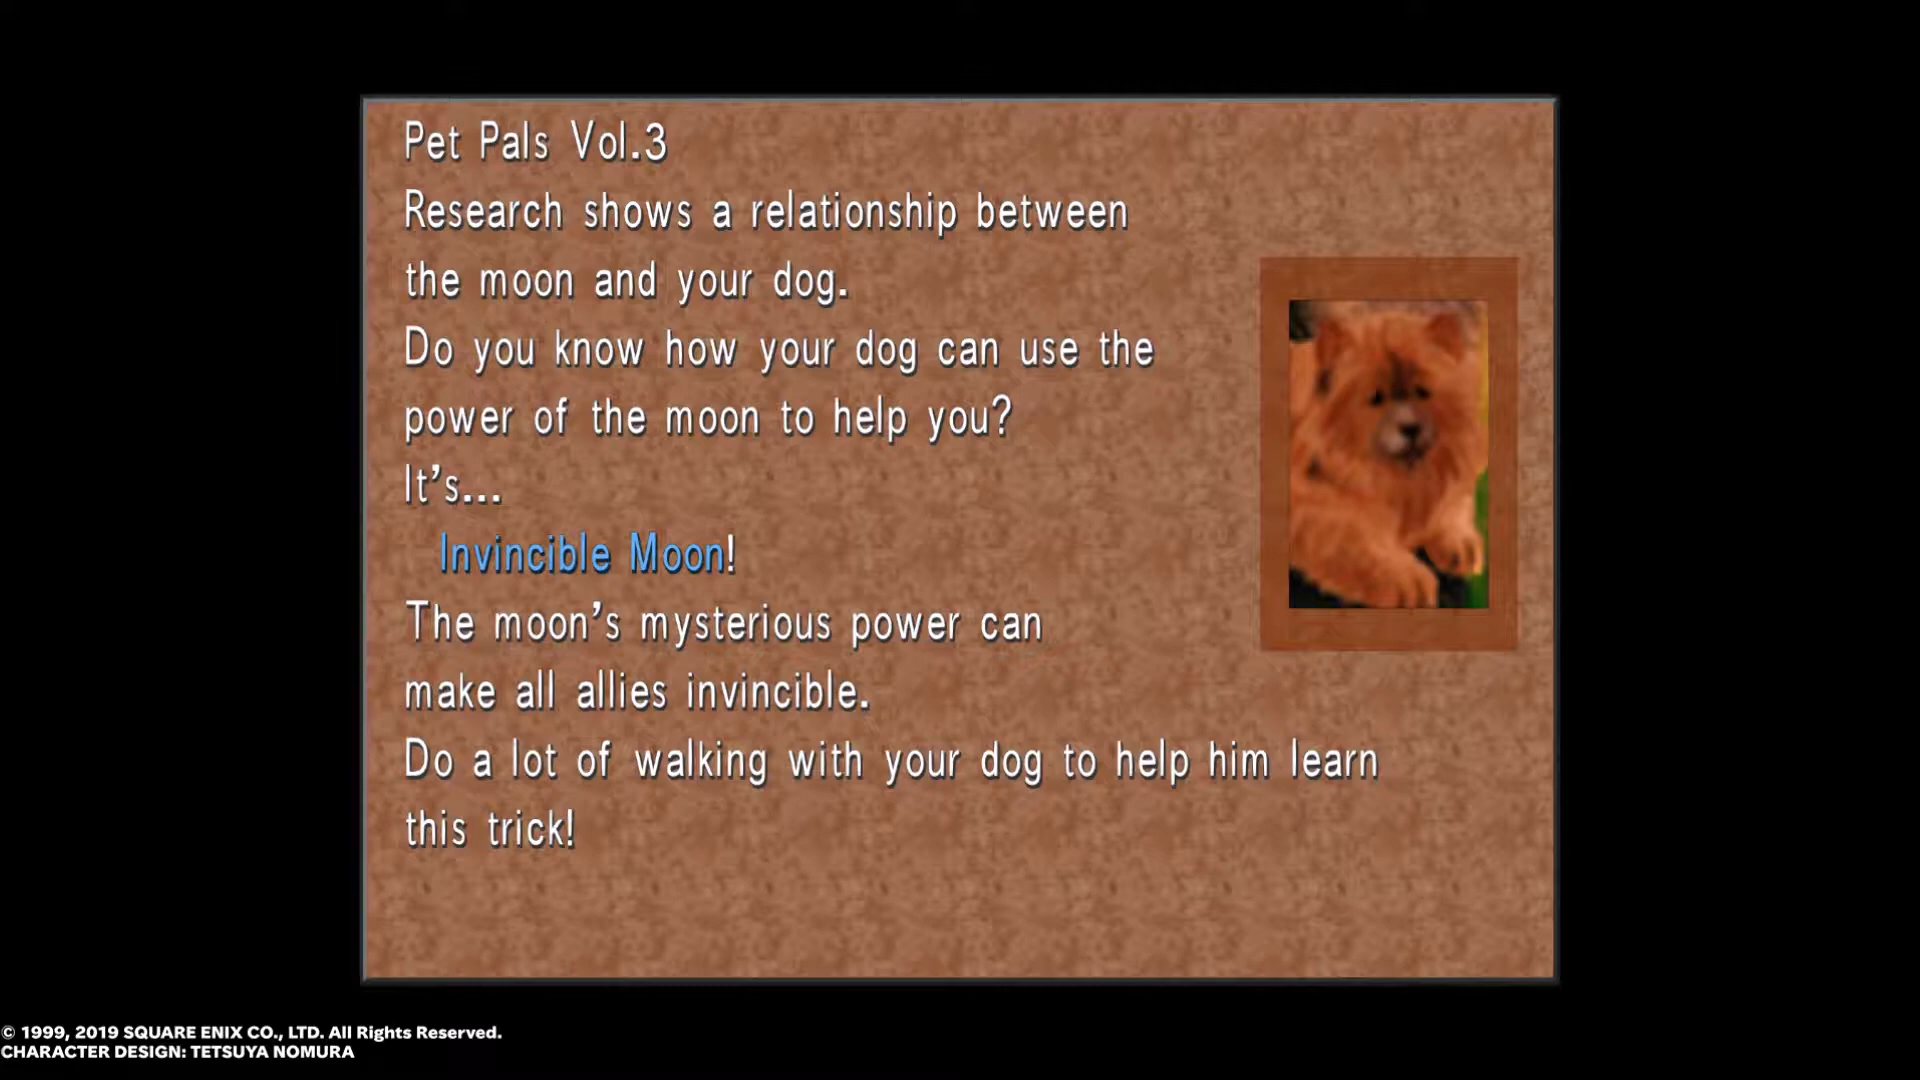 Pet Pals Vol.3
Research shows a relationship between
the moon and your dog.
Do you know how your dog can use the
power of the moon to help you?
It's...
Invincible Moon!
The moon's mysterious power can
make all allies invincible.
Do a lot of walking with your dog to help him learn
this trick!
© 1999, 2019 SQUARE ENIX CO., LTD. All Rights Reserved.
CHARACTER DESIGN: TETSUYA NOMURA